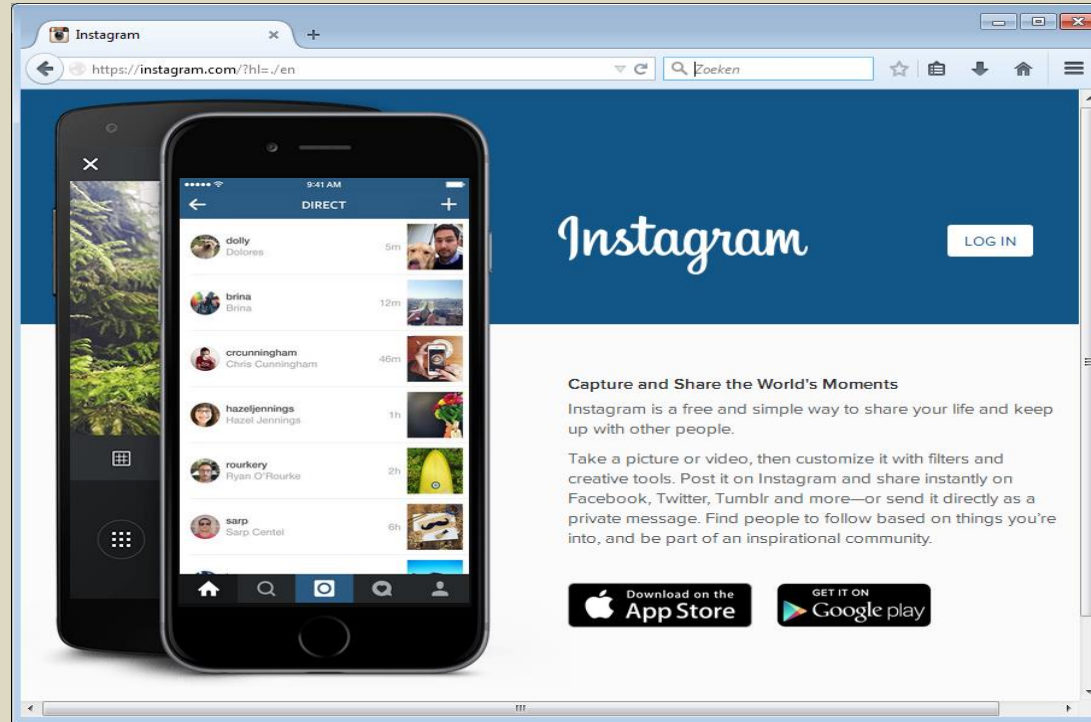 Instagram
https://instagram.com/?hl=./en
Zoeken
9:41 AM
DIRECT
dolly
Dolores
5m
brina
Brina
12m
crcunningham
Chris Cunningham
46m
hazeljennings
Hazel Jennings
1h
rourkery
Ryan O'Rourke
2h
sarp
Sarp Centel
6h
Instagram
LOG IN
Capture and Share the World's Moments
Instagram is a free and simple way to share your life and keep
up with other people.
Take a picture or video, then customize it with filters and
creative tools. Post it on Instagram and share instantly on
Facebook, Twitter, Tumblr and more—or send it directly as a
private message. Find people to follow based on things you're
into, and be part of an inspirational community.
Download on the
App Store
GET IT ON
Google play